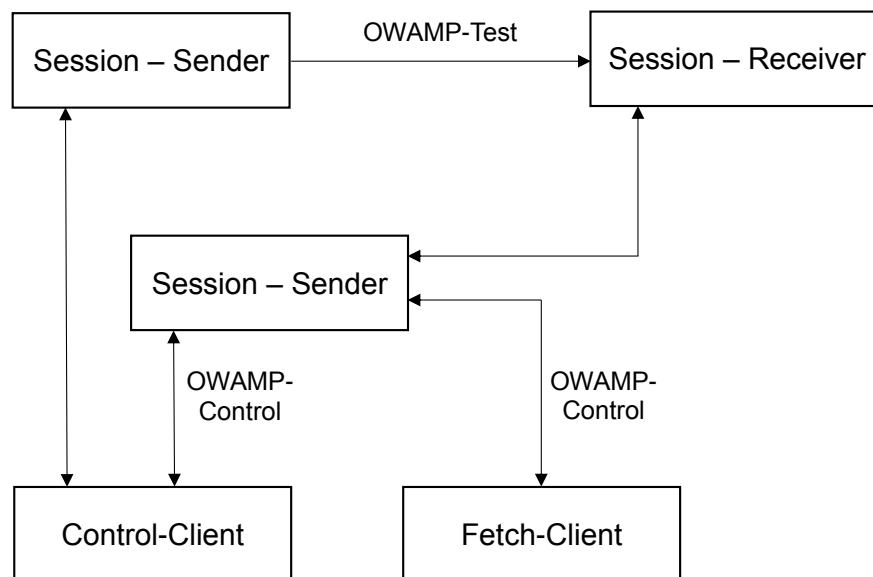 OWAMP-Test
Session – Sender
Session – Receiver
Session – Sender
OWAMP-
Control
OWAMP-
Control
Control-Client
Fetch-Client